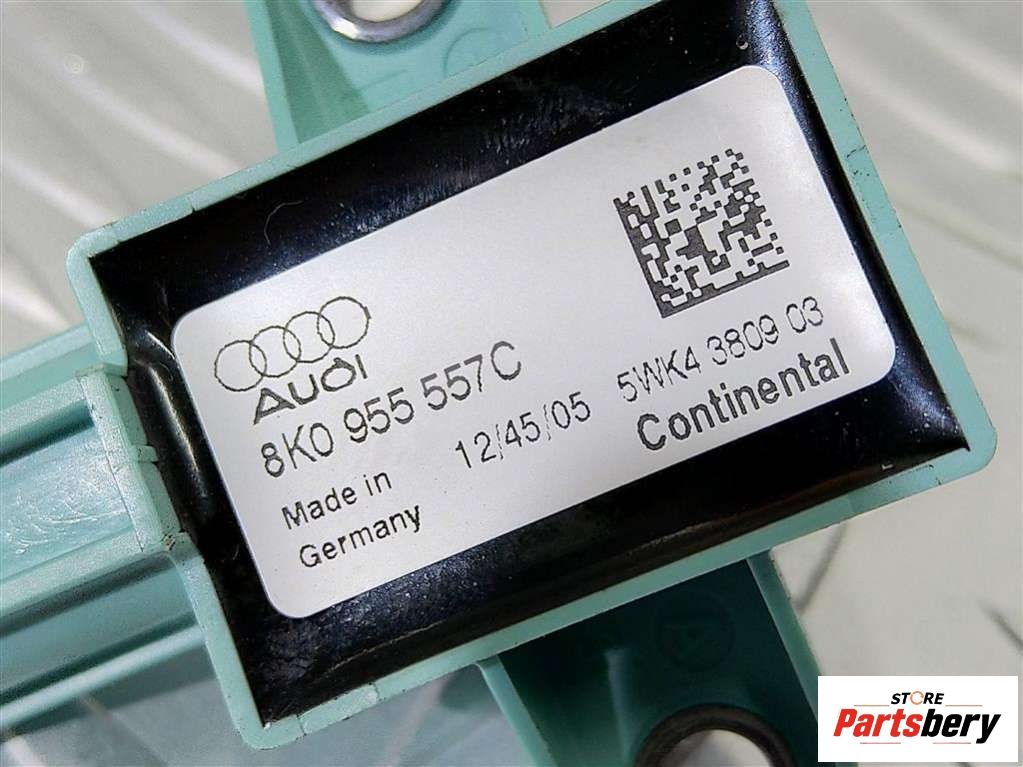 AUDI
8K0 955 557C
12/45/05
5WK4 3809 03
Continental
Made in
Germany
A
STORE
Partsbery